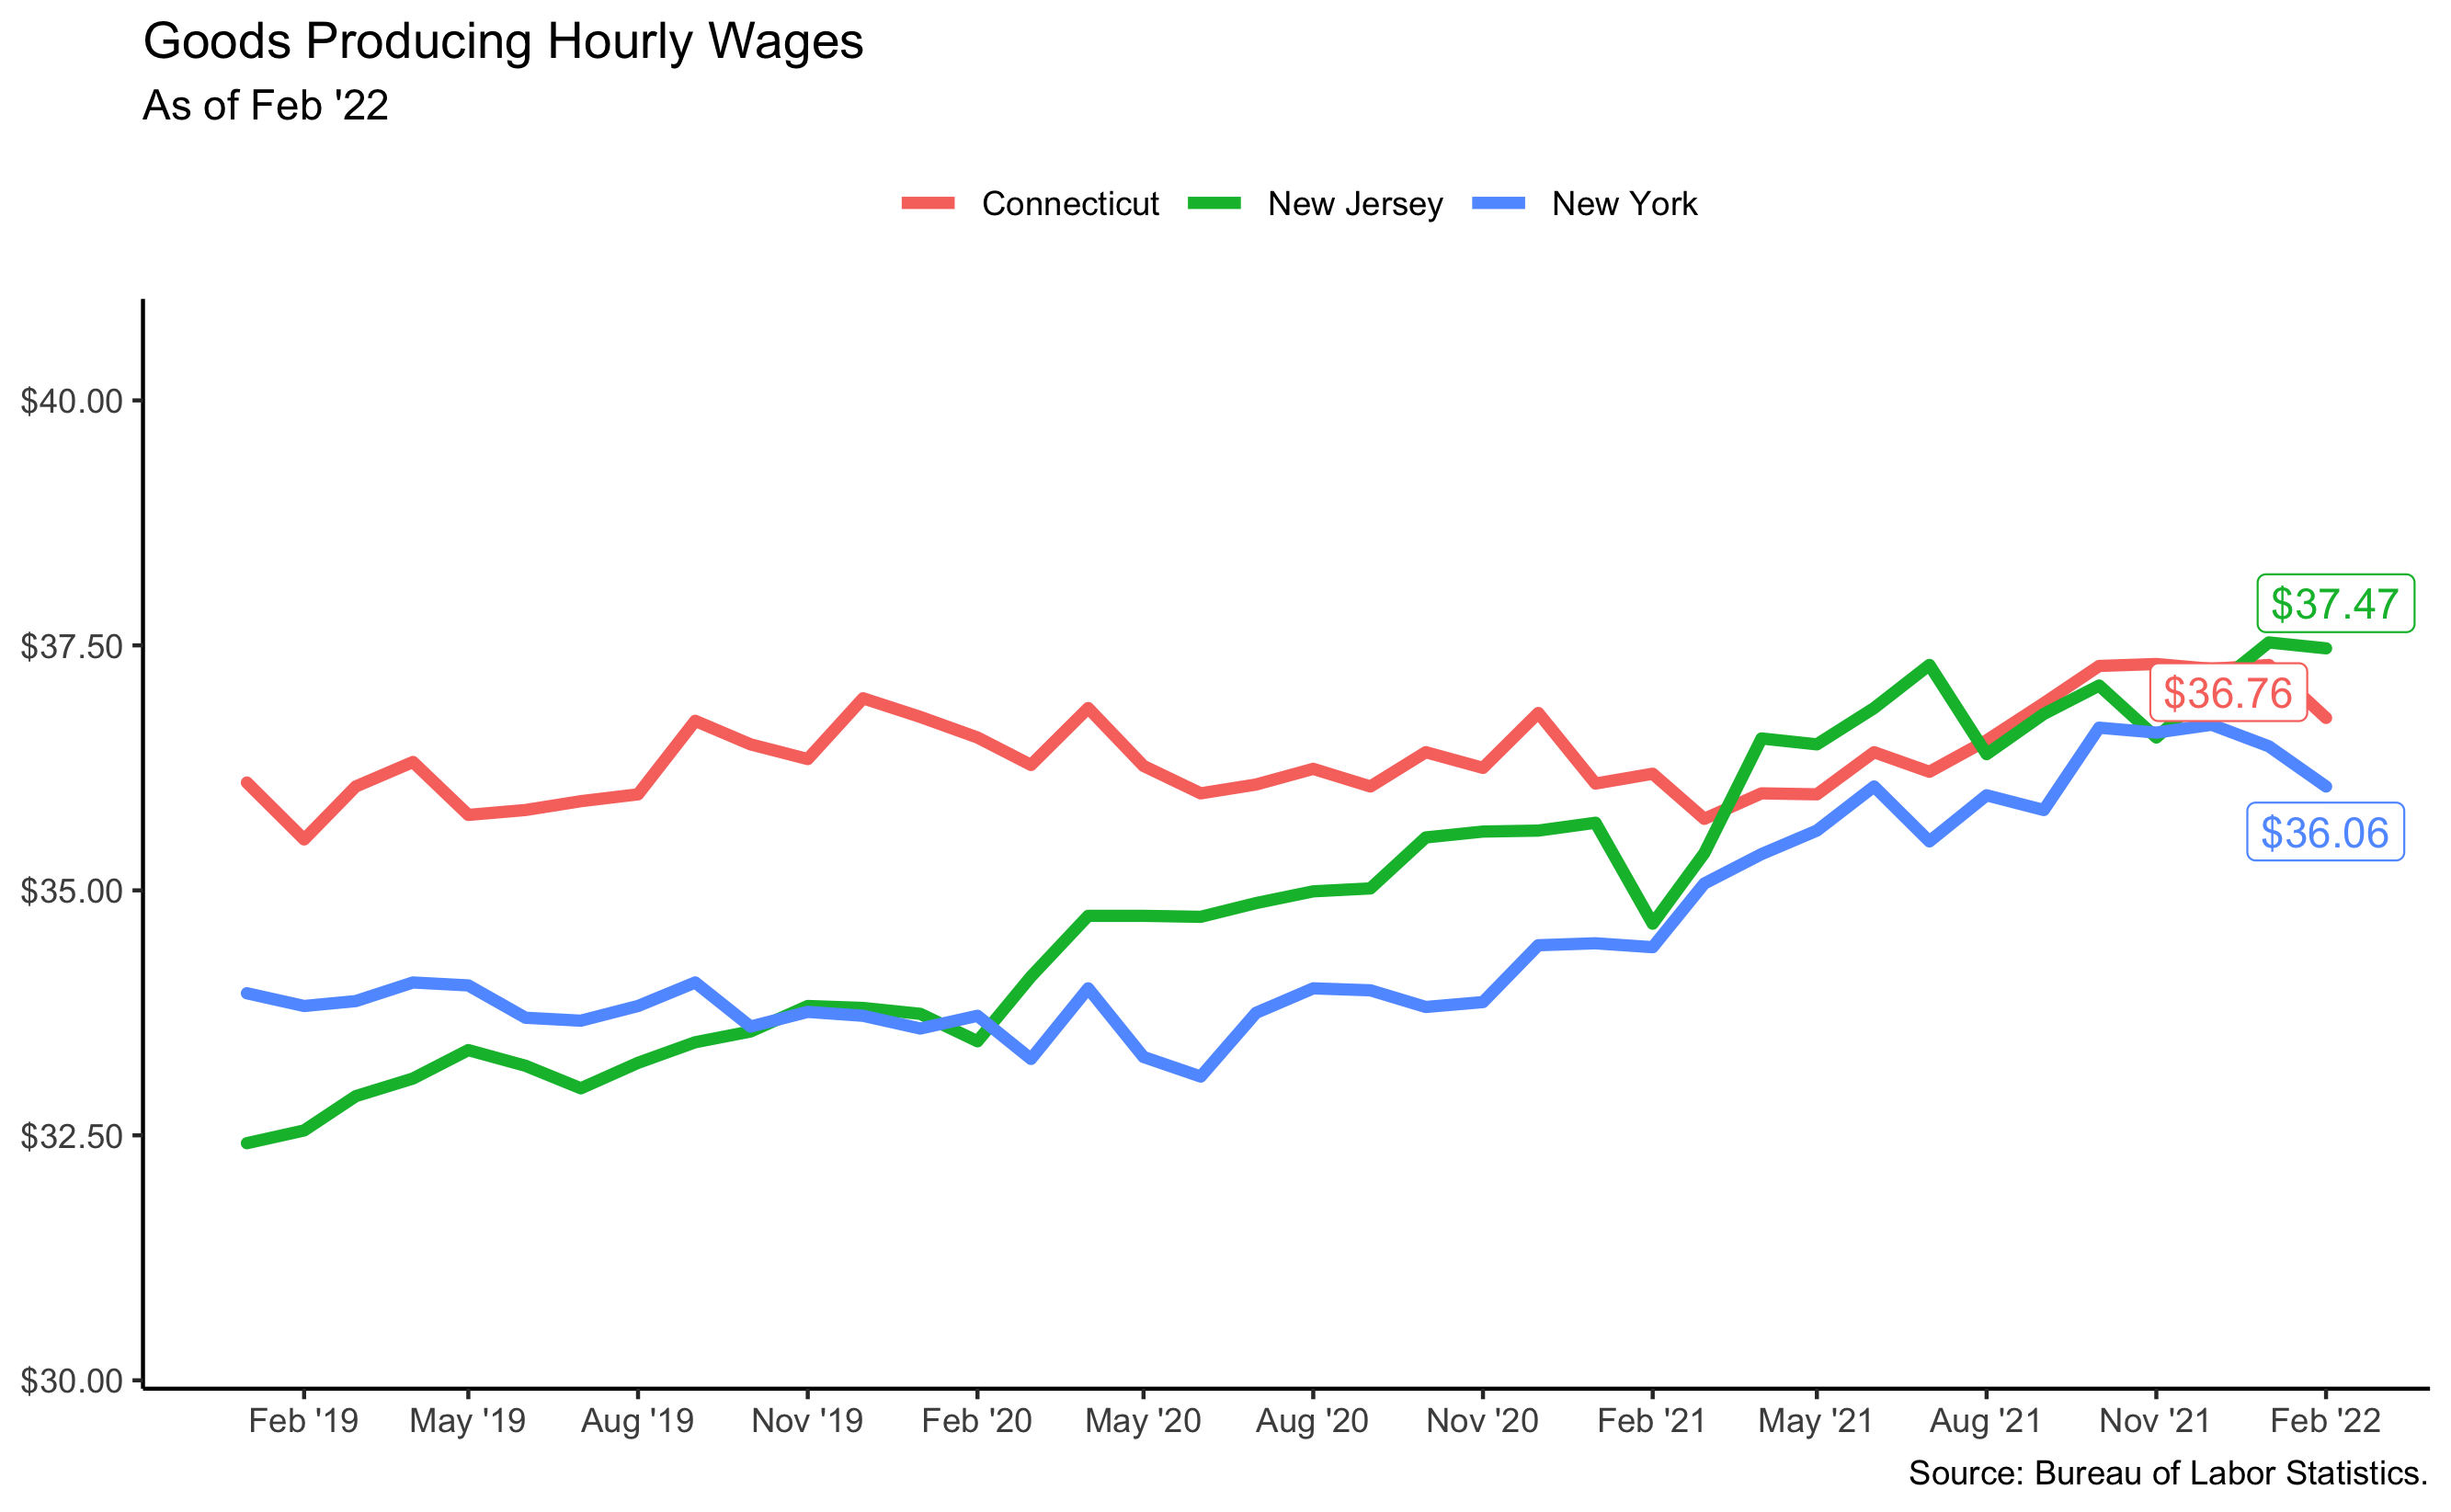 Goods Producing Hourly Wages
As of Feb '22
Connecticut New Jersey New York
$40.00
$37.50
$35.00
$32.50
$30.00
$37.47
$36.76
$36.06
Feb '19 May '19 Aug '19 Nov '19 Feb '20 May '20 Aug '20 Nov '20 Feb '21 May '21 Aug '21 Nov '21 Feb '22
Source: Bureau of Labor Statistics.